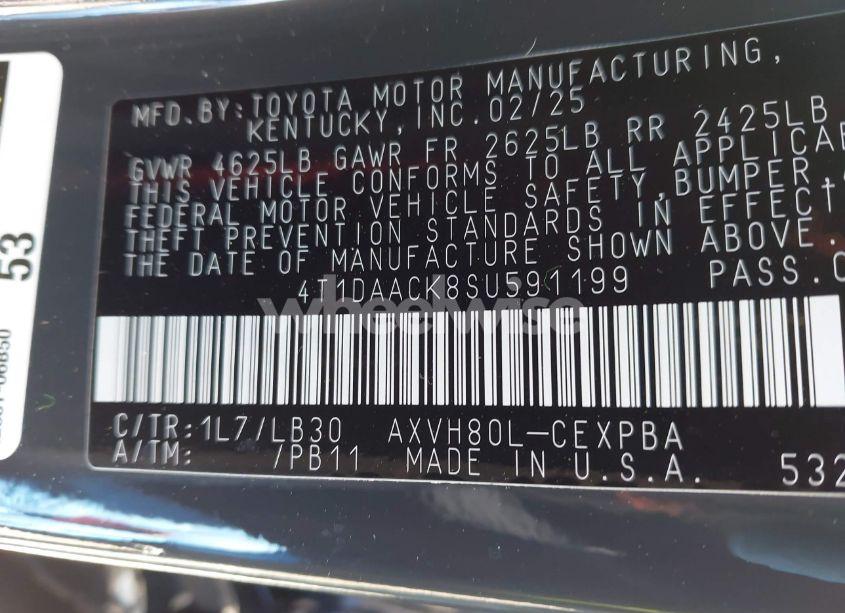 MFD.BY:TOYOTA MOTOR MANUFACTURING,
KENTUCKY,INC.02/25
GVWR 4625LB GAWR FR 2625LB RR 2425LB
THIS VEHICLE CONFORMS TO ALL APPLICAB
FEDERAL MOTOR VEHICLE SAFETY,BUMPER,
THEFT PREVENTION STANDARDS IN EFFECT
THE DATE OF MANUFACTURE SHOWN ABOVE.
4T1DAACK8SU591199 PASS.C
wheelwise
C/TR:1L7/LB30 AXVH80L-CEXPBA
A/TM: /PB11 MADE IN U.S.A. 532
53